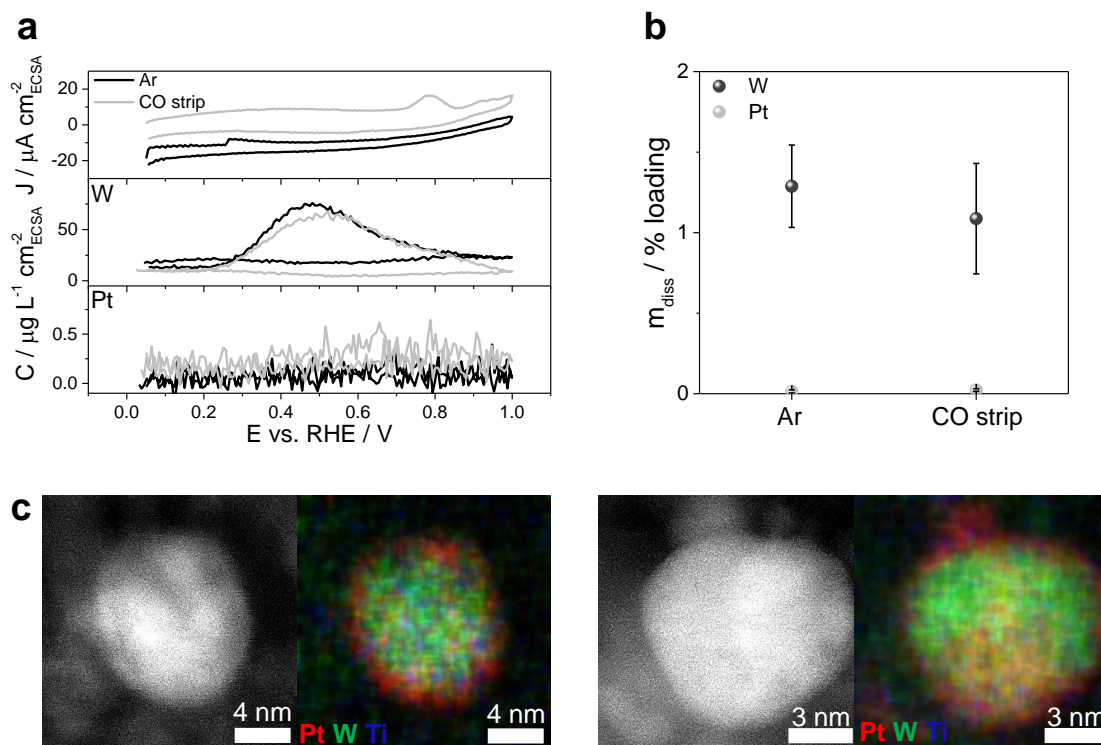 a
J / µA cm⁻²ECSA
20
0
-20
Ar
CO strip
C / µg L⁻¹ cm⁻²ECSA
W
50
25
0
Pt
0.5
0.0
0.0 0.2 0.4 0.6 0.8 1.0
E vs. RHE / V
b
m_diss / % loading
2
1
0
W
Pt
Ar CO strip
c
4 nm
Pt W Ti 4 nm
3 nm
Pt W Ti 3 nm